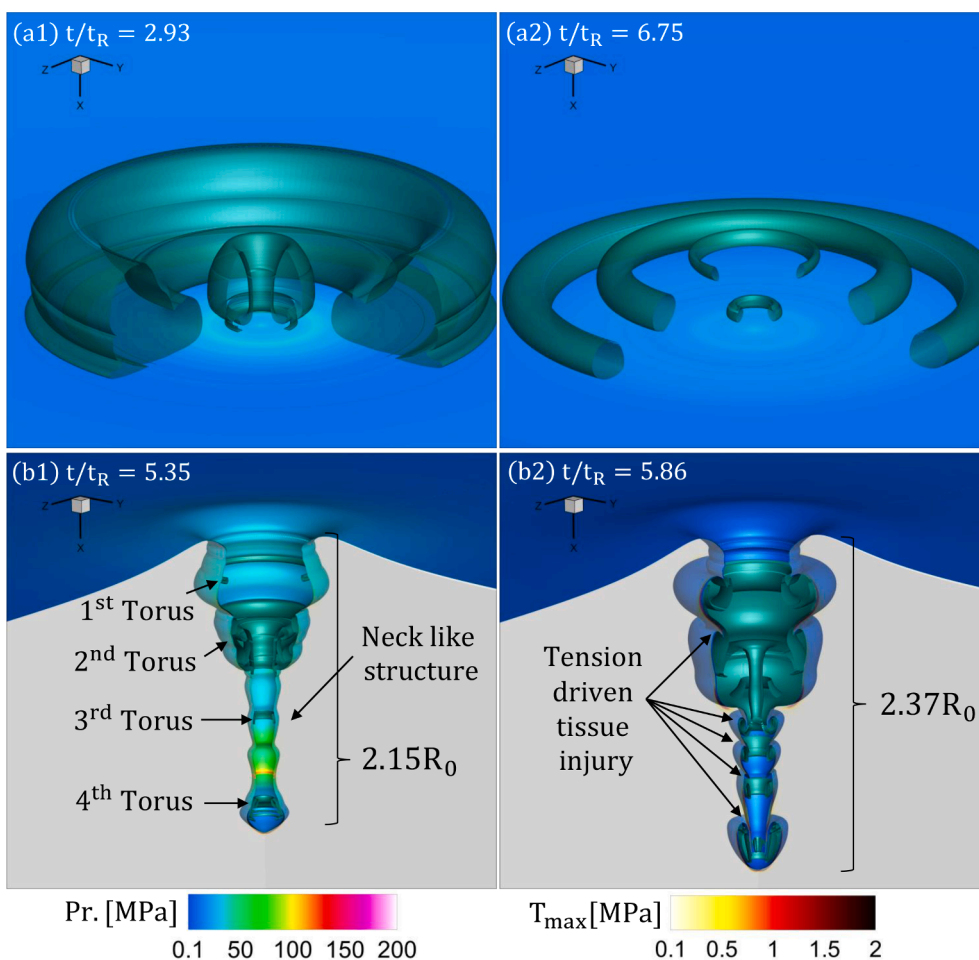 (a1) t/tR = 2.93
Z Y
X
(a2) t/tR = 6.75
Z Y
X
(b1) t/tR = 5.35
Z Y
X
1st Torus
2nd Torus
3rd Torus
4th Torus
Neck like
structure
2.15R0
(b2) t/tR = 5.86
Z Y
X
Tension
driven
tissue
injury
2.37R0
Pr. [MPa]
0.1 50 100 150 200
Tmax[MPa]
0.1 0.5 1 1.5 2